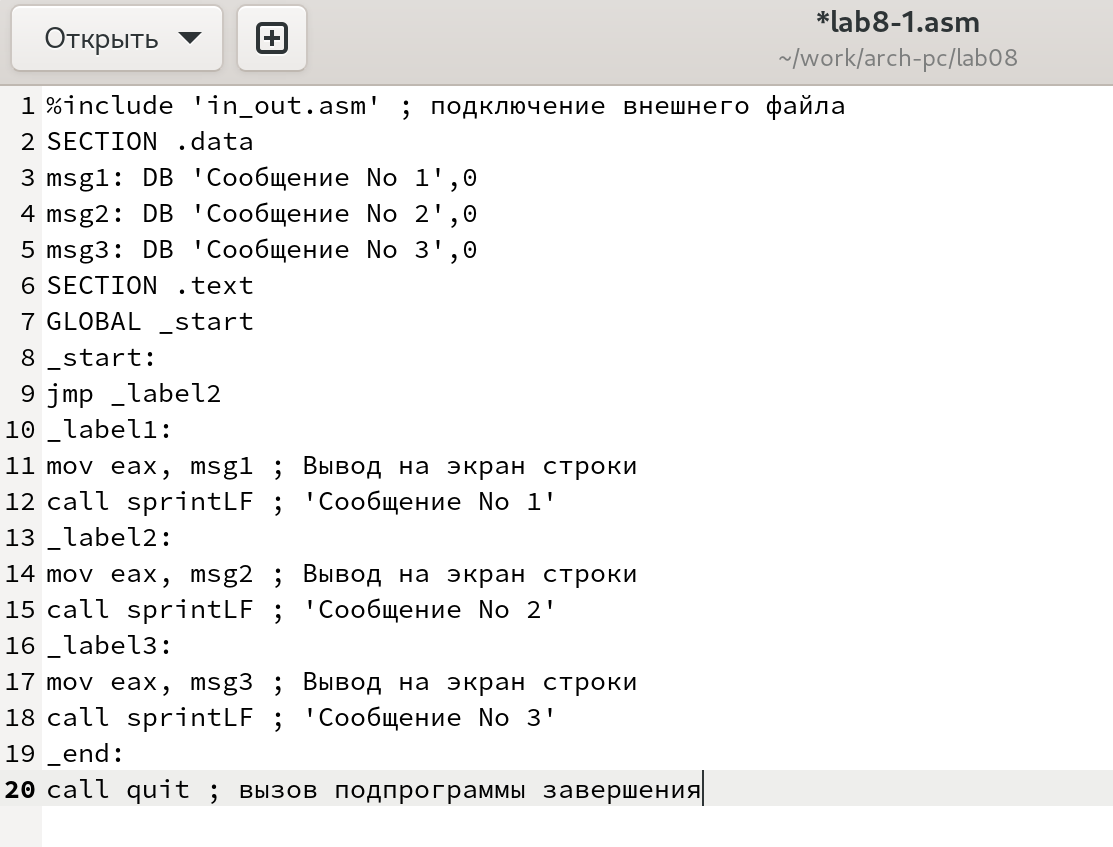 Открыть
*lab8-1.asm
~/work/arch-pc/lab08
1 %include 'in_out.asm' ; подключение внешнего файла
2 SECTION .data
3 msg1: DB 'Сообщение No 1',0
4 msg2: DB 'Сообщение No 2',0
5 msg3: DB 'Сообщение No 3',0
6 SECTION .text
7 GLOBAL _start
8 _start:
9 jmp _label2
10 _label1:
11 mov eax, msg1 ; Вывод на экран строки
12 call sprintLF ; 'Сообщение No 1'
13 _label2:
14 mov eax, msg2 ; Вывод на экран строки
15 call sprintLF ; 'Сообщение No 2'
16 _label3:
17 mov eax, msg3 ; Вывод на экран строки
18 call sprintLF ; 'Сообщение No 3'
19 _end:
20 call quit ; вызов подпрограммы завершения